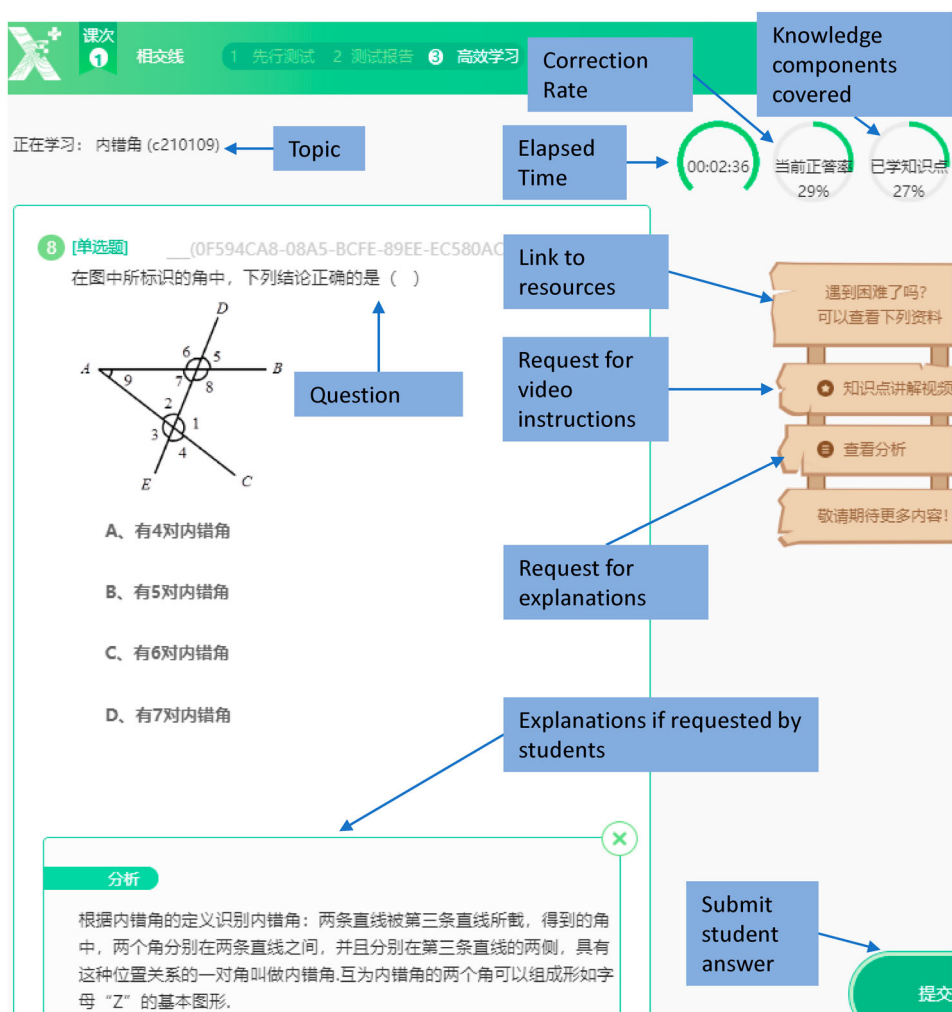 课次
1
相交线
1 先行测试 2 测试报告 3 高效学习
Correction
Rate
Knowledge
components
covered
正在学习: 内错角 (c210109)
Topic
Elapsed
Time
00:02:36
当前正答率
29%
已学知识点
27%
8 [单选题] __(0F594CA8-08A5-BCFE-89EE-EC580AC
在图中所标识的角中，下列结论正确的是（ ）
Link to
resources
遇到困难了吗?
可以查看下列资料
D
6 5
A B
9 7 8
2
3 1
4
E C
Question
Request for
video
instructions
知识点讲解视频
查看分析
敬请期待更多内容!
A、有4对内错角
Request for
explanations
B、有5对内错角
C、有6对内错角
D、有7对内错角
Explanations if requested by
students
分析
根据内错角的定义识别内错角：两条直线被第三条直线所截，得到的角
中，两个角分别在两条直线之间，并且分别在第三条直线的两侧，具有
这种位置关系的一对角叫做内错角.互为内错角的两个角可以组成形如字
母“Z”的基本图形.
Submit
student
answer
提交